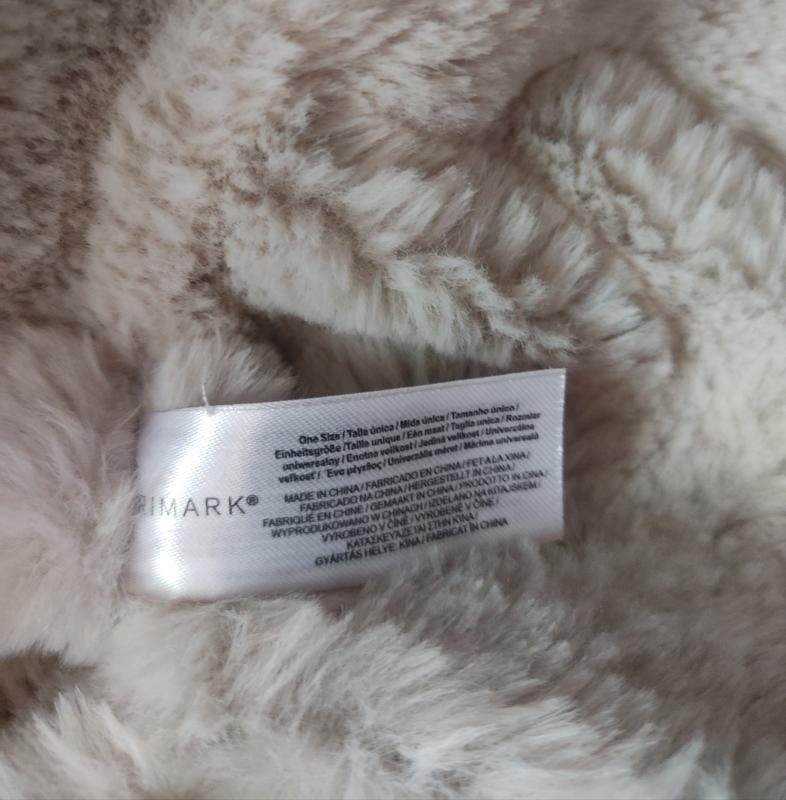 RIMARK®
One Size / Talla única / Mida única / Tamanho único /
Einheitsgröße /Taille unique / Eén maat / Taglia unica / Rozmiar
uniwersalny / Enotna velikost / Jediná velikost / Univerzálna
veľkosť / Ένα μέγεθος / Univerzális méret / Mărime universală
MADE IN CHINA / FABRICADO EN CHINA / FET A LA XINA /
FABRICADO NA CHINA / HERGESTELLT IN CHINA /
FABRIQUÉ EN CHINE / GEMAAKT IN CHINA / PRODOTTO IN CINA /
WYPRODUKOWANO W CHINACH / IZDELANO NA KITAJSKEM /
VYROBENO V ČÍNĚ / VYROBENÉ V ČÍNE /
ΚΑΤΑΣΚΕΥΑΖΕΤΑΙ ΣΤΗΝ ΚΙΝΑ /
GYÁRTÁS HELYE: KÍNA / FABRICAT ÎN CHINA